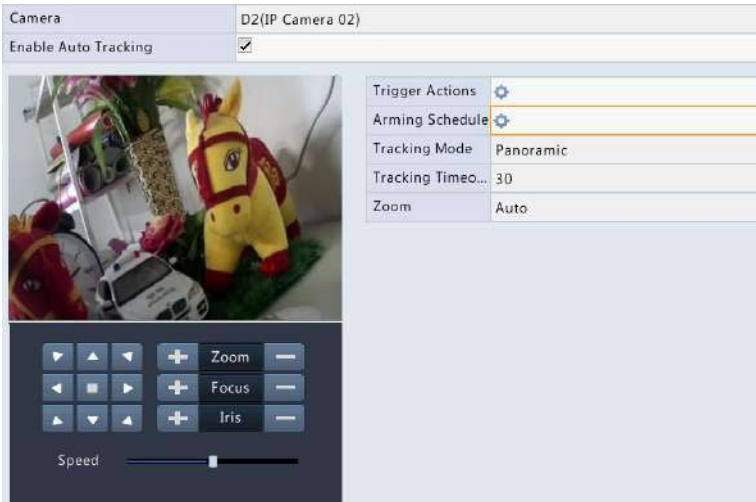 Camera D2(IP Camera 02)
Enable Auto Tracking
Trigger Actions
Arming Schedule
Tracking Mode Panoramic
Tracking Timeo... 30
Zoom Auto
Zoom
Focus
Iris
Speed